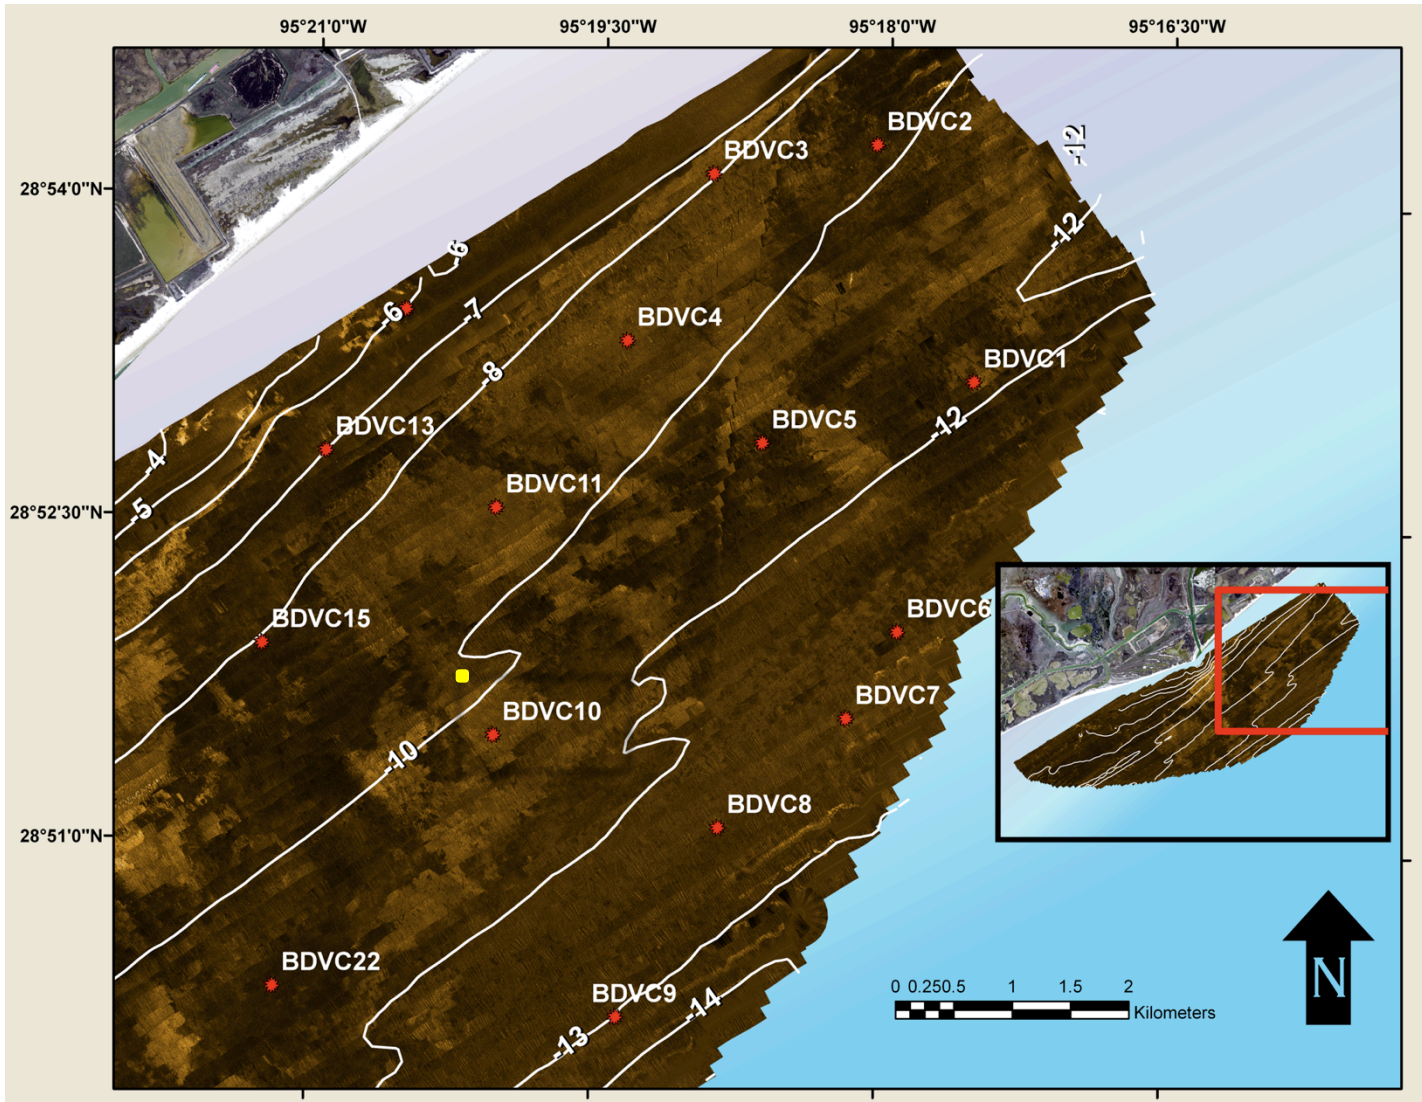 95°21'0"W
95°19'30"W
95°18'0"W
95°16'30"W
BDVC2
-12
BDVC3
28°54'0"N
-12
-6
-6
-7
BDVC4
BDVC1
-8
BDVC5
-12
BDVC13
-4
BDVC11
-5
28°52'30"N
BDVC6
BDVC15
BDVC7
BDVC10
-10
BDVC8
28°51'0"N
BDVC22
BDVC9
-14
-13
0 0.25 0.5 1 1.5 2
Kilometers
N